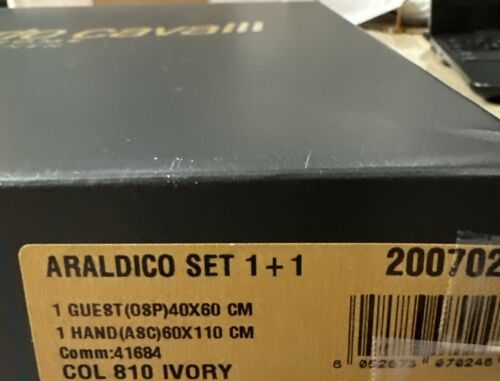 cavalli
ARALDICO SET 1+1 200702
1 GUEST(OSP)40X60 CM
1 HAND(ASC)60X110 CM
Comm:41684
COL 810 IVORY